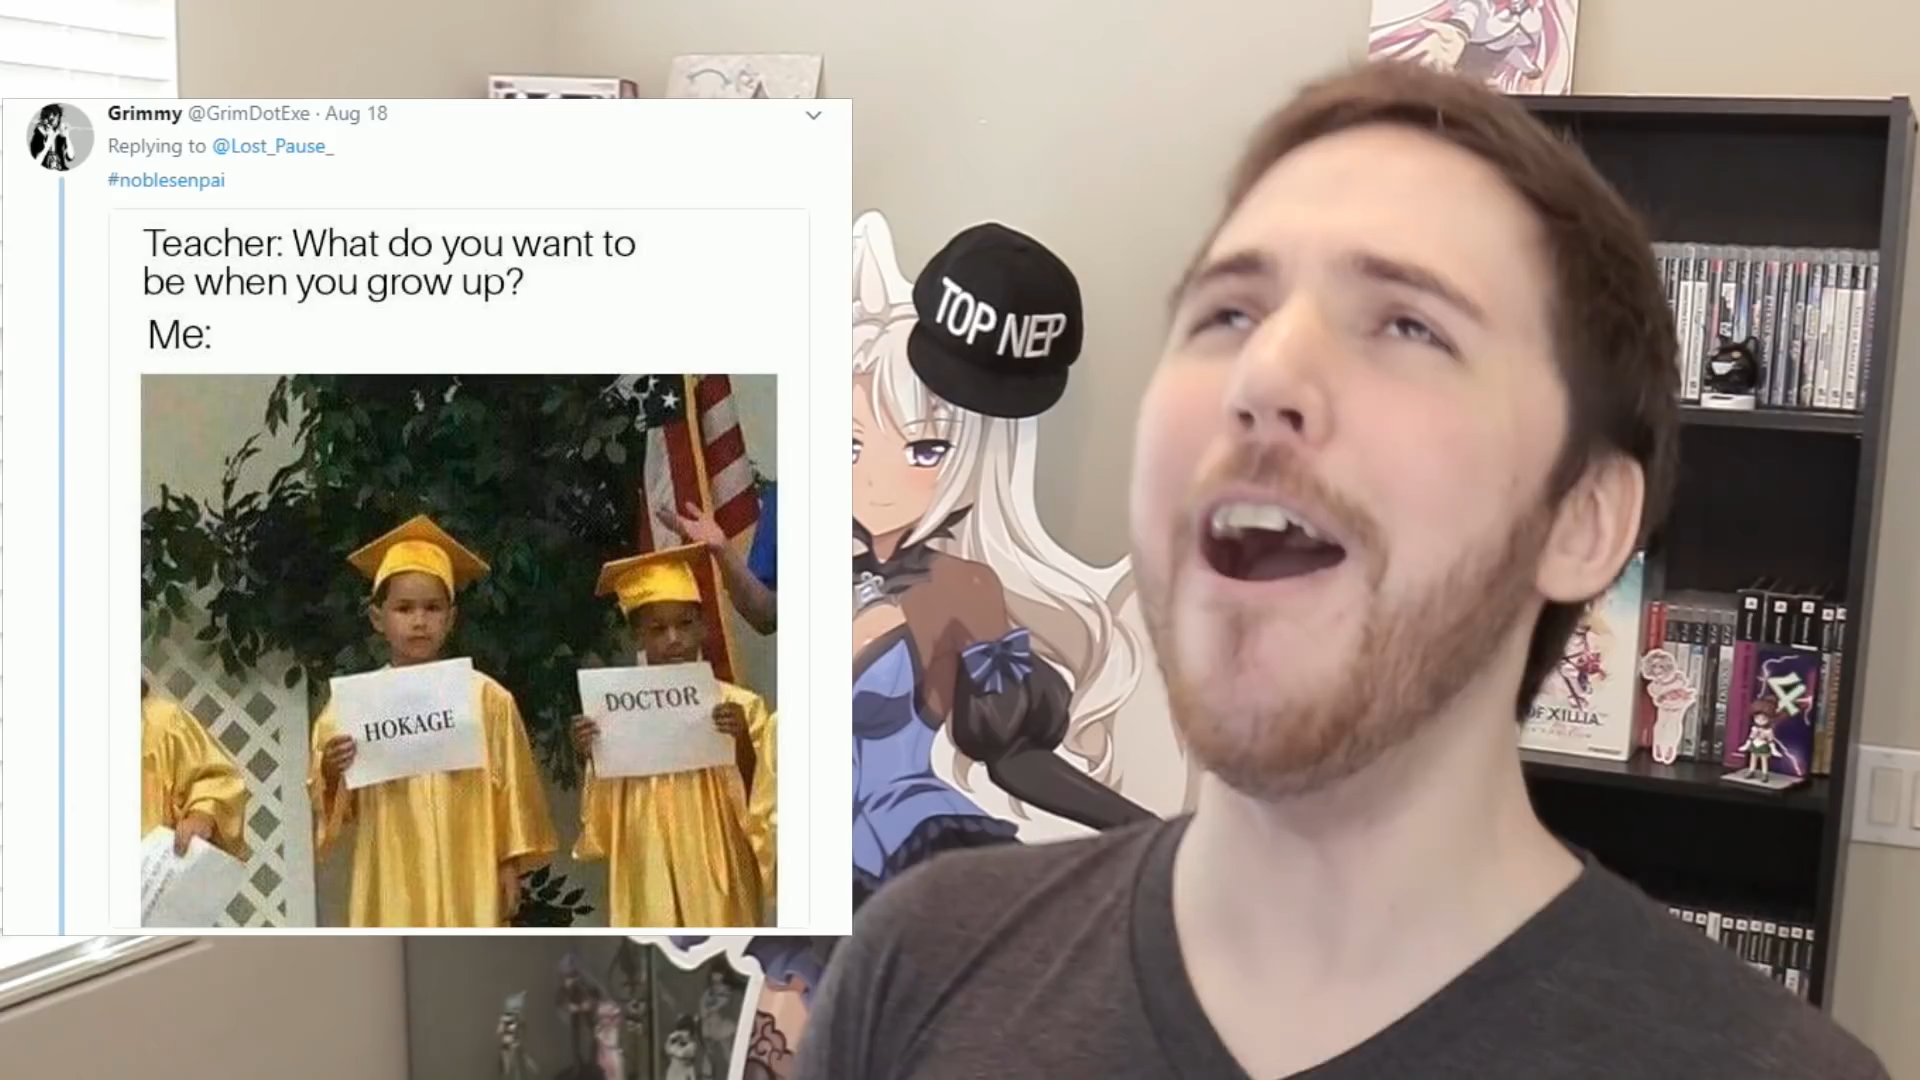 Grimmy @GrimDotExe · Aug 18
Replying to @Lost_Pause_
#noblesenpai
Teacher: What do you want to
be when you grow up?
Me:
HOKAGE
DOCTOR
TOP NEP
OF XILLIA